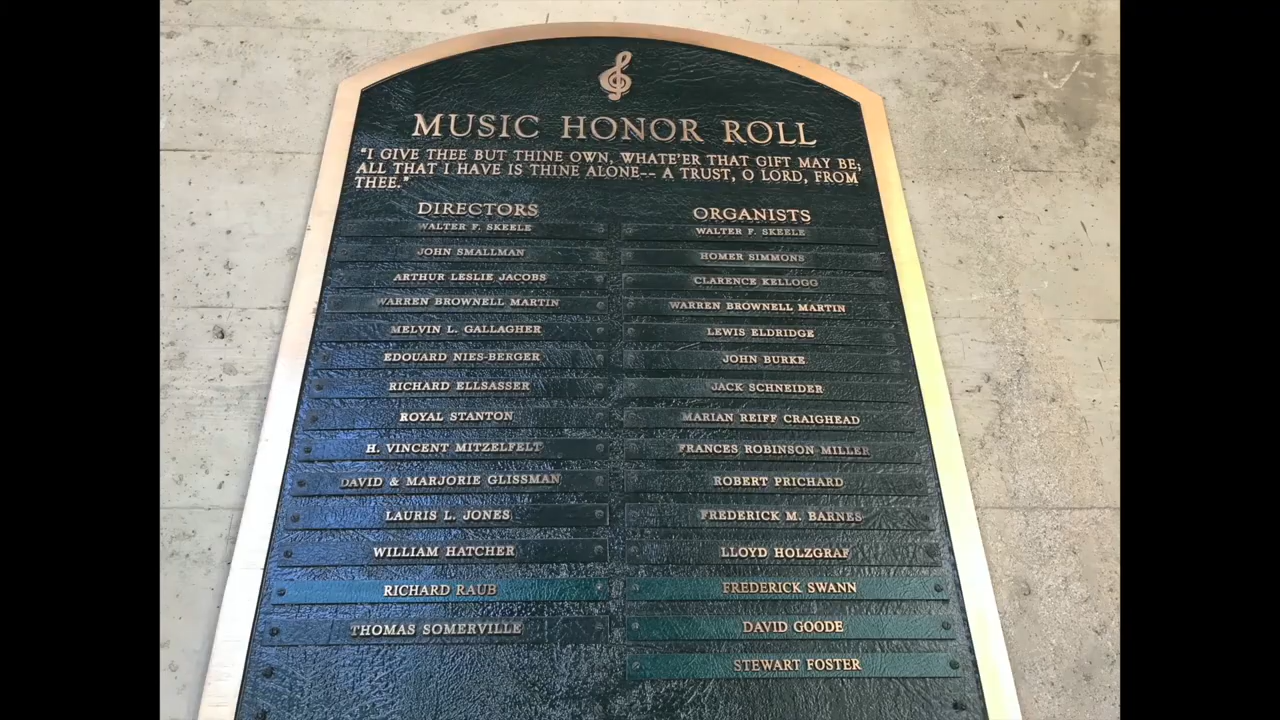 MUSIC HONOR ROLL
"I GIVE THEE BUT THINE OWN, WHATE'ER THAT GIFT MAY BE;
ALL THAT I HAVE IS THINE ALONE-- A TRUST, O LORD, FROM
THEE."
DIRECTORS
WALTER F. SKEELE
JOHN SMALLMAN
ARTHUR LESLIE JACOBS
WARREN BROWNELL MARTIN
MELVIN L. GALLAGHER
EDOUARD NIES-BERGER
RICHARD ELLSASSER
ROYAL STANTON
H. VINCENT MITZELFELT
DAVID & MARJORIE GLISSMAN
LAURIS L. JONES
WILLIAM HATCHER
RICHARD RAUB
THOMAS SOMERVILLE
ORGANISTS
WALTER F. SKEELE
HOMER SIMMONS
CLARENCE KELLOGG
WARREN BROWNELL MARTIN
LEWIS ELDRIDGE
JOHN BURKE
JACK SCHNEIDER
MARIAN REIFF CRAIGHEAD
FRANCES ROBINSON MILLER
ROBERT PRICHARD
FREDERICK M. BARNES
LLOYD HOLZGRAF
FREDERICK SWANN
DAVID GOODE
STEWART FOSTER